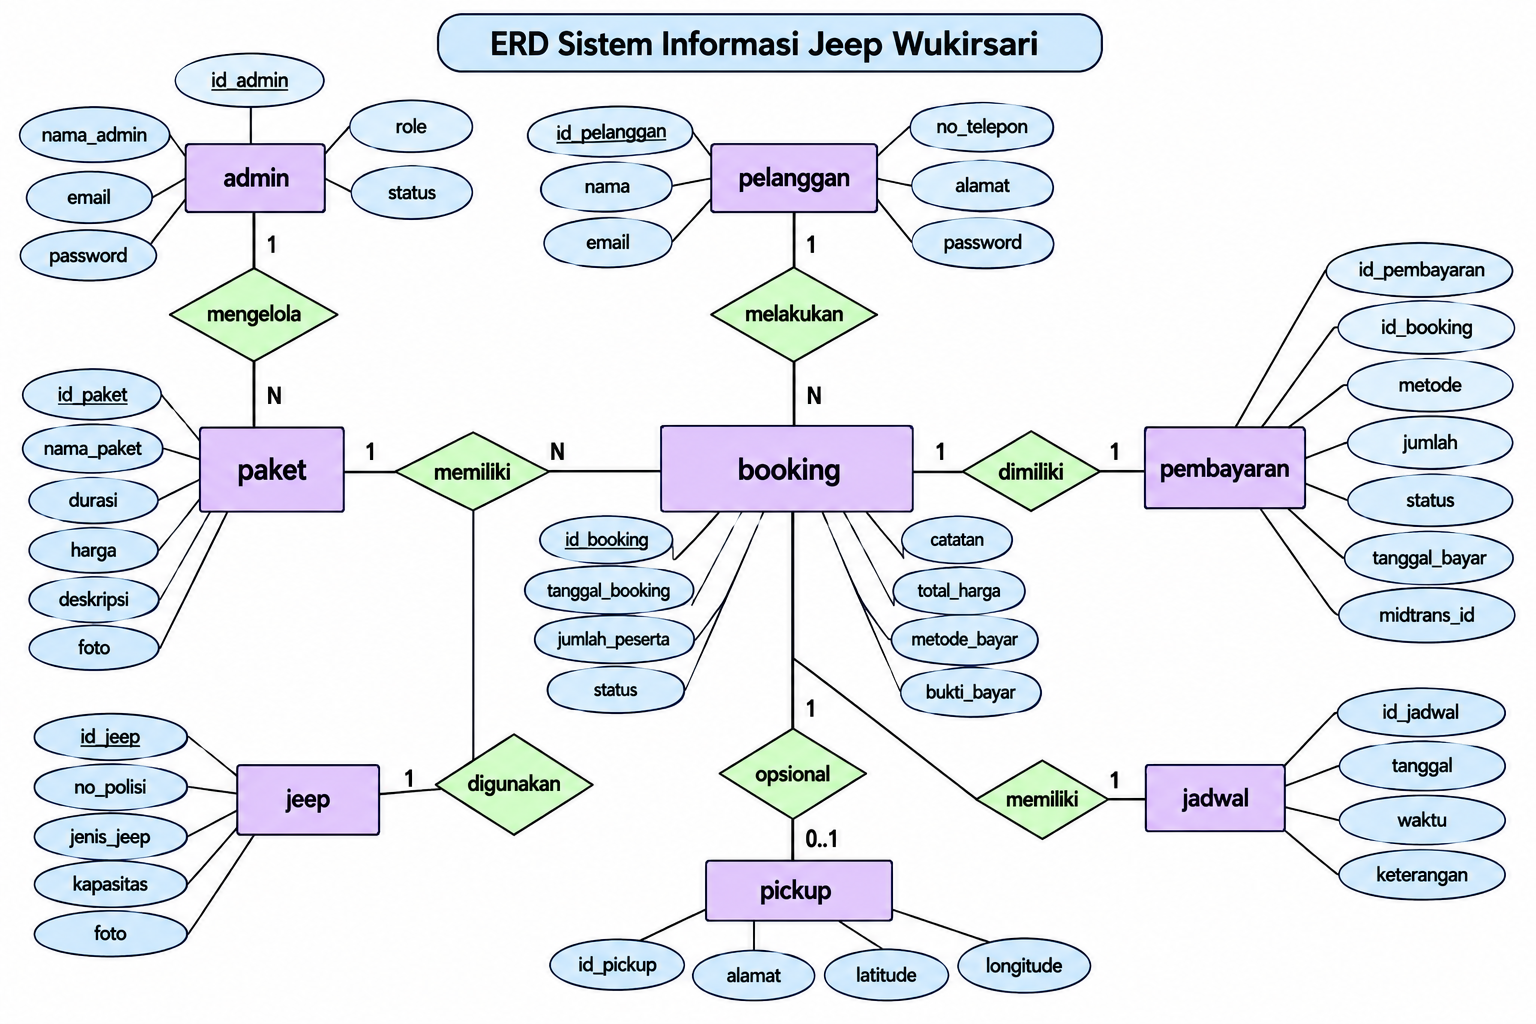 ERD Sistem Informasi Jeep Wukirsari
id_admin
nama_admin
role
email
status
password
admin
1
mengelola
N
id_pelanggan
no_telepon
nama
alamat
email
password
pelanggan
1
melakukan
N
id_paket
nama_paket
durasi
harga
deskripsi
foto
paket
1
memiliki
N
booking
1
dimiliki
1
pembayaran
id_pembayaran
id_booking
metode
jumlah
status
tanggal_bayar
midtrans_id
id_booking
tanggal_booking
jumlah_peserta
status
catatan
total_harga
metode_bayar
bukti_bayar
id_jeep
no_polisi
jenis_jeep
kapasitas
foto
jeep
1
digunakan
1
opsional
0..1
pickup
id_pickup
alamat
latitude
longitude
memiliki
1
jadwal
id_jadwal
tanggal
waktu
keterangan